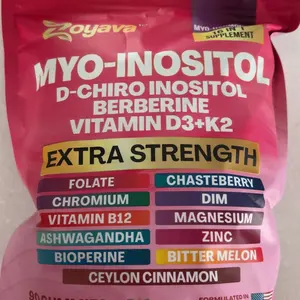 Zoyava
MYO-INOSITOL
D-CHIRO INOSITOL
BERBERINE
VITAMIN D3+K2
EXTRA STRENGTH
FOLATE CHASTEBERRY
CHROMIUM DIM
VITAMIN B12 MAGNESIUM
ASHWAGANDHA ZINC
BIOPERINE BITTER MELON
CEYLON CINNAMON
SUPPLEMENT